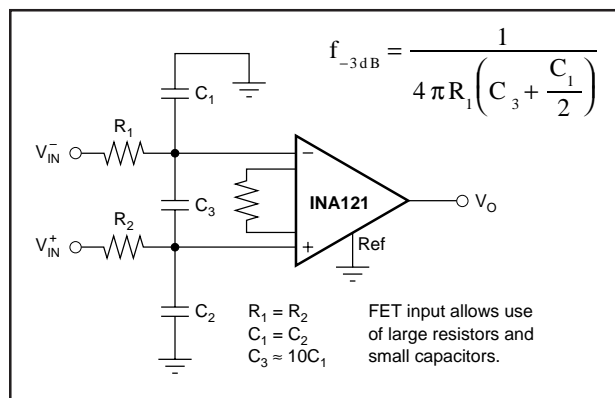 f−3dB = 1 / 4πR1(C3 + C1/2)
C1
R1
V−IN
C3
−
INA121
VO
R2
V+IN
+
Ref
C2
R1 = R2
C1 = C2
C3 ≈ 10C1
FET input allows use
of large resistors and
small capacitors.